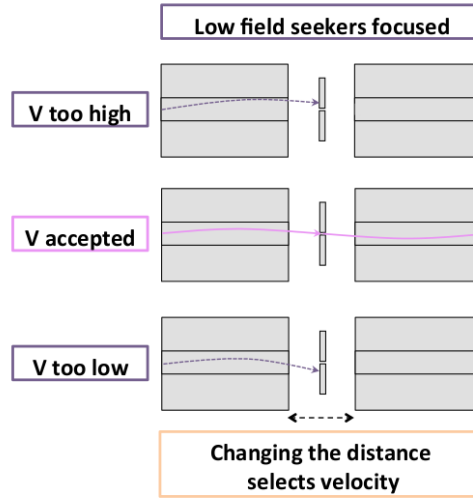 Low field seekers focused
V too high
V accepted
V too low
Changing the distance
selects velocity